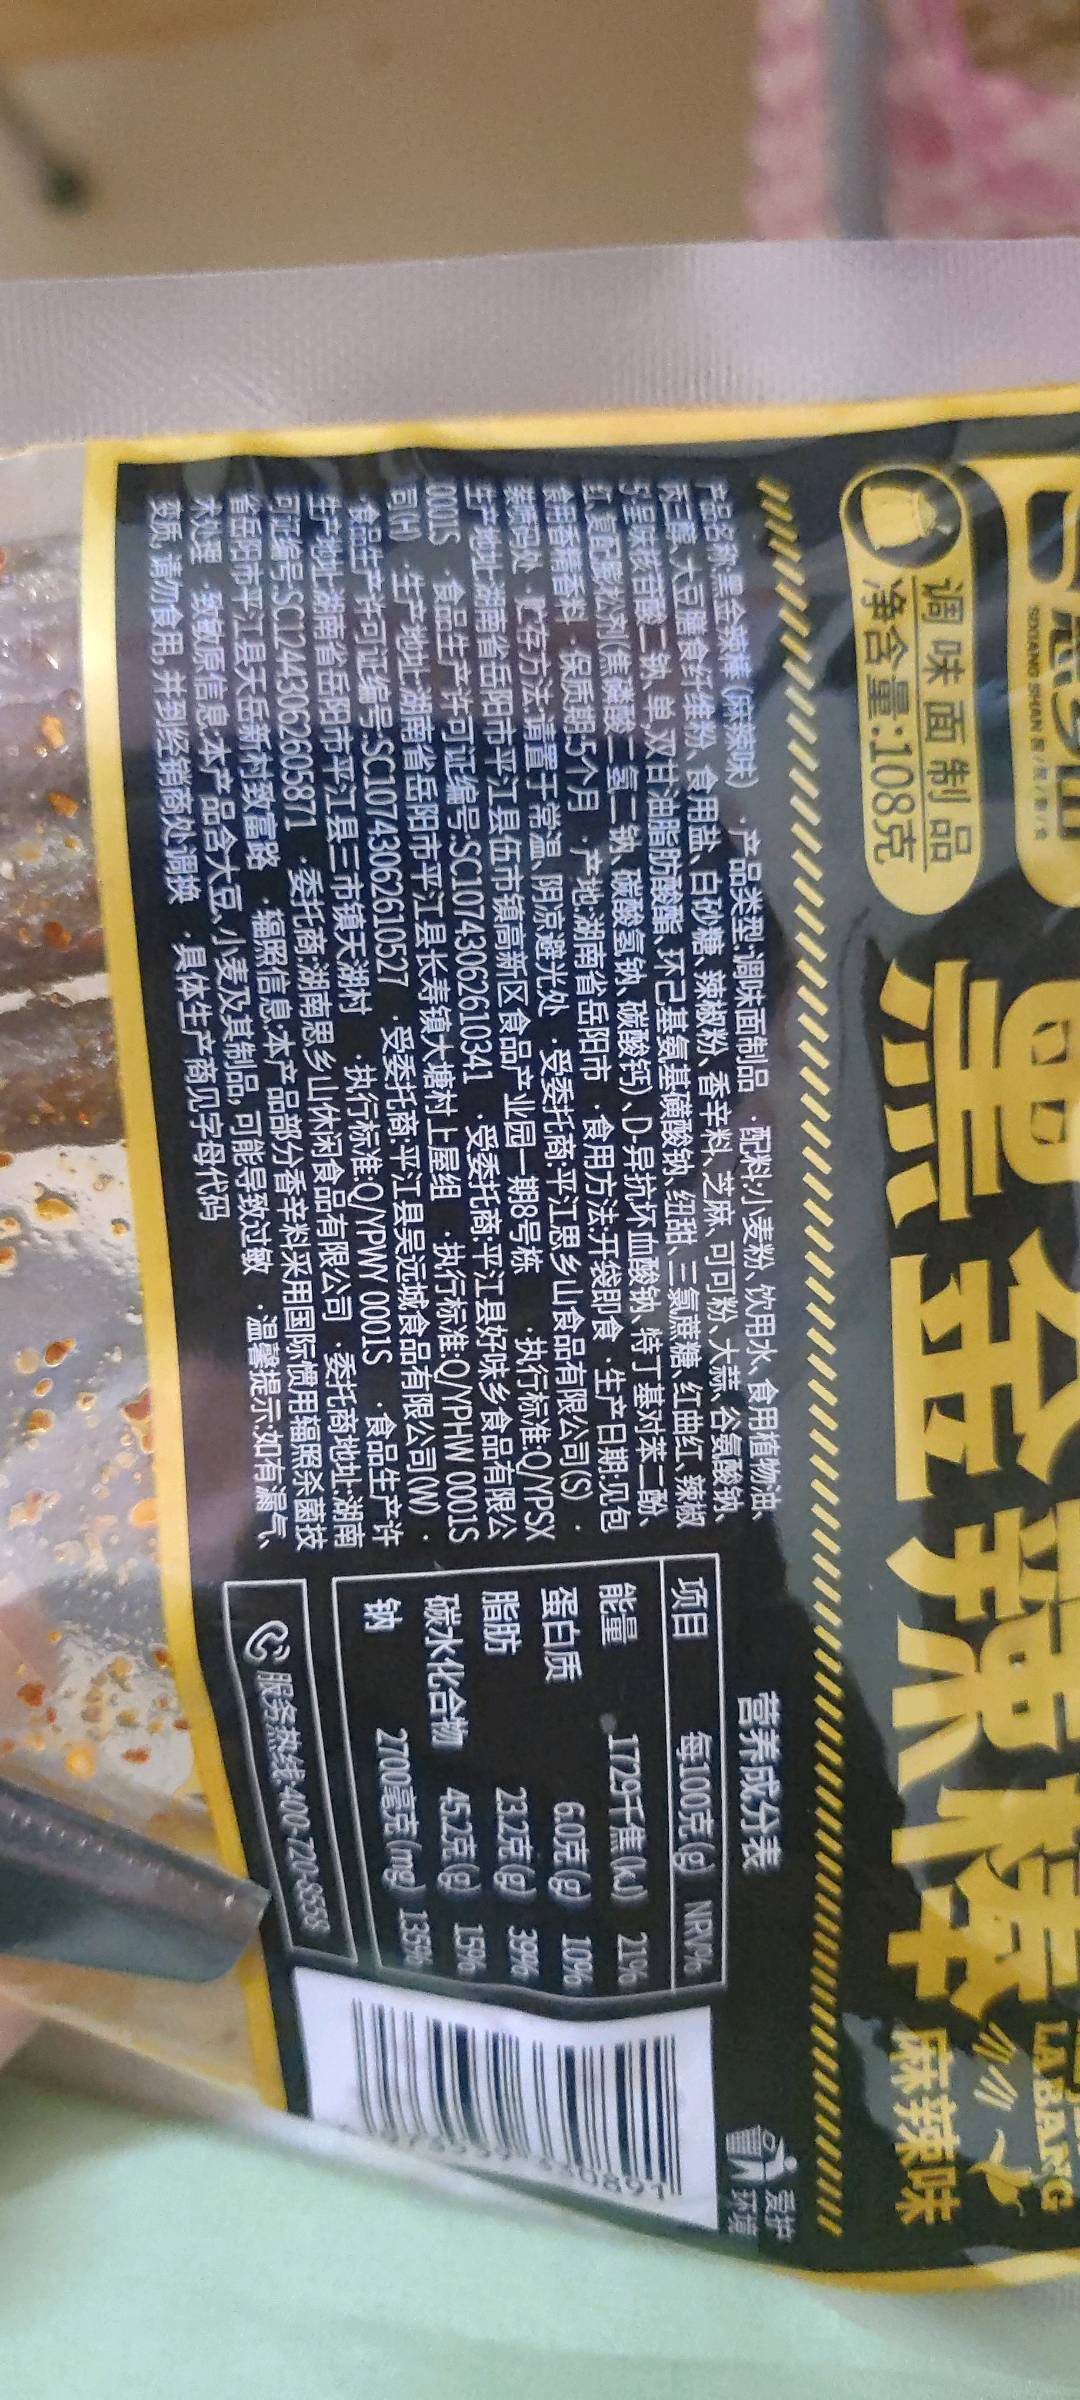 思乡山
SIXIANG SHAN
调味面制品
净含量:108克
黑金辣棒
LABANG
麻辣味
·产品名称:黑金辣棒(麻辣味) ·产品类型:调味面制品 ·配料:小麦粉、饮用水、食用植物油、
大豆膳食纤维粉、食用盐、白砂糖、辣椒粉、香辛料、芝麻、可可粉、大蒜、谷氨酸钠、
5'-呈味核苷酸二钠、单,双甘油脂肪酸酯、环己基氨基磺酸钠、纽甜、三氯蔗糖、红曲红、辣椒
红、复配酸松剂(焦磷酸二氢二钠、碳酸氢钠、碳酸钙)、D-异抗坏血酸钠、特丁基对苯二酚、
食用香精香料 ·保质期:5个月 ·产地:湖南省岳阳市 ·食用方法:开袋即食 ·生产日期:见包
装喷码处 ·贮存方法:请置于常温,阴凉避光处 ·受委托商:平江思乡山食品有限公司(S) ·
生产地址:湖南省岳阳市平江县伍市镇高新区食品产业园一期8号栋 ·执行标准:Q/YPSX
0001S ·食品生产许可证编号:SC10743062610341 ·受委托商:平江县好味乡食品有限公
司(H) ·生产地址:湖南省岳阳市平江县长寿镇大塘村上屋组 ·执行标准:Q/YPHW 0001S
·食品生产许可证编号:SC10743062610527 ·受委托商:平江县吴远城食品有限公司(W) ·
生产地址:湖南省岳阳市平江县三市镇天湖村 ·执行标准:Q/YPWY 0001S ·食品生产许
可证编号:SC12443062605871 ·委托商:湖南思乡山休闲食品有限公司 ·委托商地址:湖南
省岳阳市平江县天岳新村致富路 ·辐照信息:本产品部分香辛料采用国际惯用辐照杀菌技
术处理 ·致敏原信息:本产品含大豆、小麦及其制品,可能导致过敏 ·温馨提示:如有漏气、
变质,请勿食用,并到经销商处调换 ·具体生产商见字母代码
营养成分表
项目 每100克(g) NRV%
能量 1729千焦(kJ) 21%
蛋白质 6.0克(g) 10%
脂肪 23.2克(g) 39%
碳水化合物 45.2克(g) 15%
钠 2700毫克(mg) 135%
服务热线:400-720-5558
爱护
环境